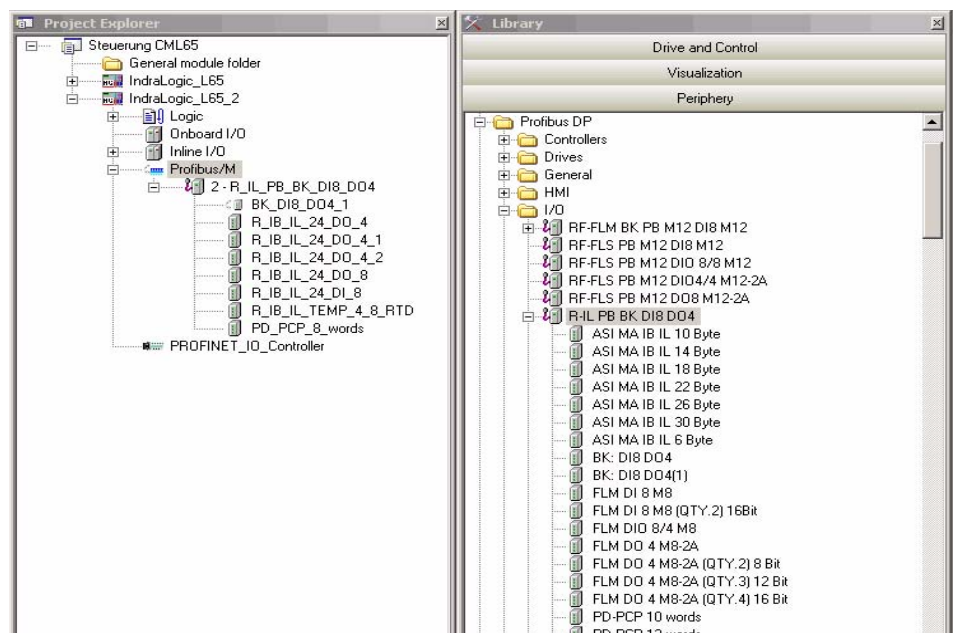 Project Explorer
Steuerung CML65
General module folder
IndraLogic_L65
IndraLogic_L65_2
Logic
Onboard I/O
Inline I/O
Profibus/M
2 - R_IL_PB_BK_DI8_DO4
BK_DI8_DO4_1
R_IB_IL_24_DO_4
R_IB_IL_24_DO_4_1
R_IB_IL_24_DO_4_2
R_IB_IL_24_DO_8
R_IB_IL_24_DI_8
R_IB_IL_TEMP_4_8_RTD
PD_PCP_8_words
PROFINET_IO_Controller
Library
Drive and Control
Visualization
Periphery
Profibus DP
Controllers
Drives
General
HMI
I/O
RF-FLM BK PB M12 DI8 M12
RF-FLS PB M12 DI8 M12
RF-FLS PB M12 DIO 8/8 M12
RF-FLS PB M12 DIO4/4 M12-2A
RF-FLS PB M12 DO8 M12-2A
R-IL PB BK DI8 DO4
ASI MA IB IL 10 Byte
ASI MA IB IL 14 Byte
ASI MA IB IL 18 Byte
ASI MA IB IL 22 Byte
ASI MA IB IL 26 Byte
ASI MA IB IL 30 Byte
ASI MA IB IL 6 Byte
BK: DI8 DO4
BK: DI8 DO4(1)
FLM DI 8 M8
FLM DI 8 M8 (QTY.2) 16Bit
FLM DIO 8/4 M8
FLM DO 4 M8-2A
FLM DO 4 M8-2A (QTY.2) 8 Bit
FLM DO 4 M8-2A (QTY.3) 12 Bit
FLM DO 4 M8-2A (QTY.4) 16 Bit
PD-PCP 10 words
PD-PCP 12 words